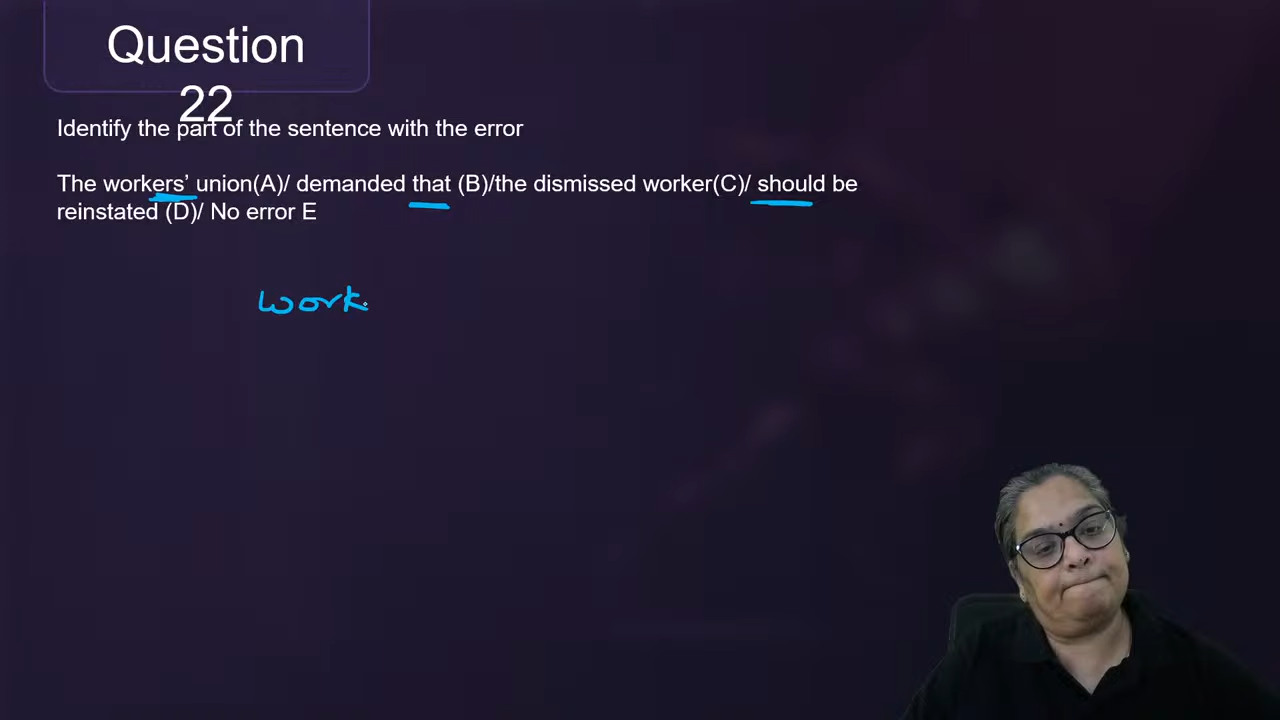 Question
22
Identify the part of the sentence with the error
The workers’ union(A)/ demanded that (B)/the dismissed worker(C)/ should be
reinstated (D)/ No error E
work